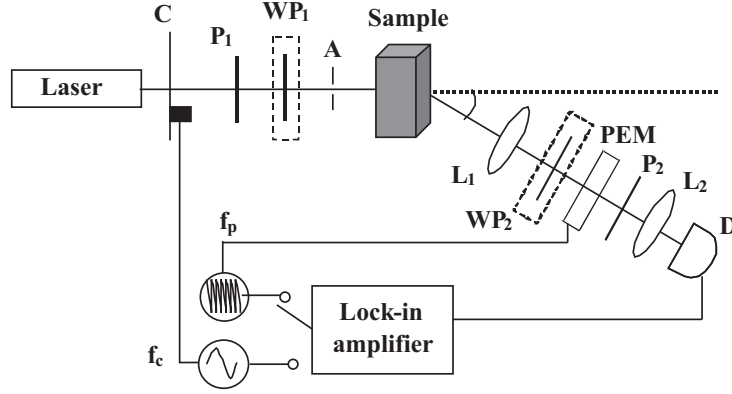 C
WP1
P1
A
Sample
Laser
L1
WP2
PEM
P2
L2
D
fp
fc
Lock-in
amplifier